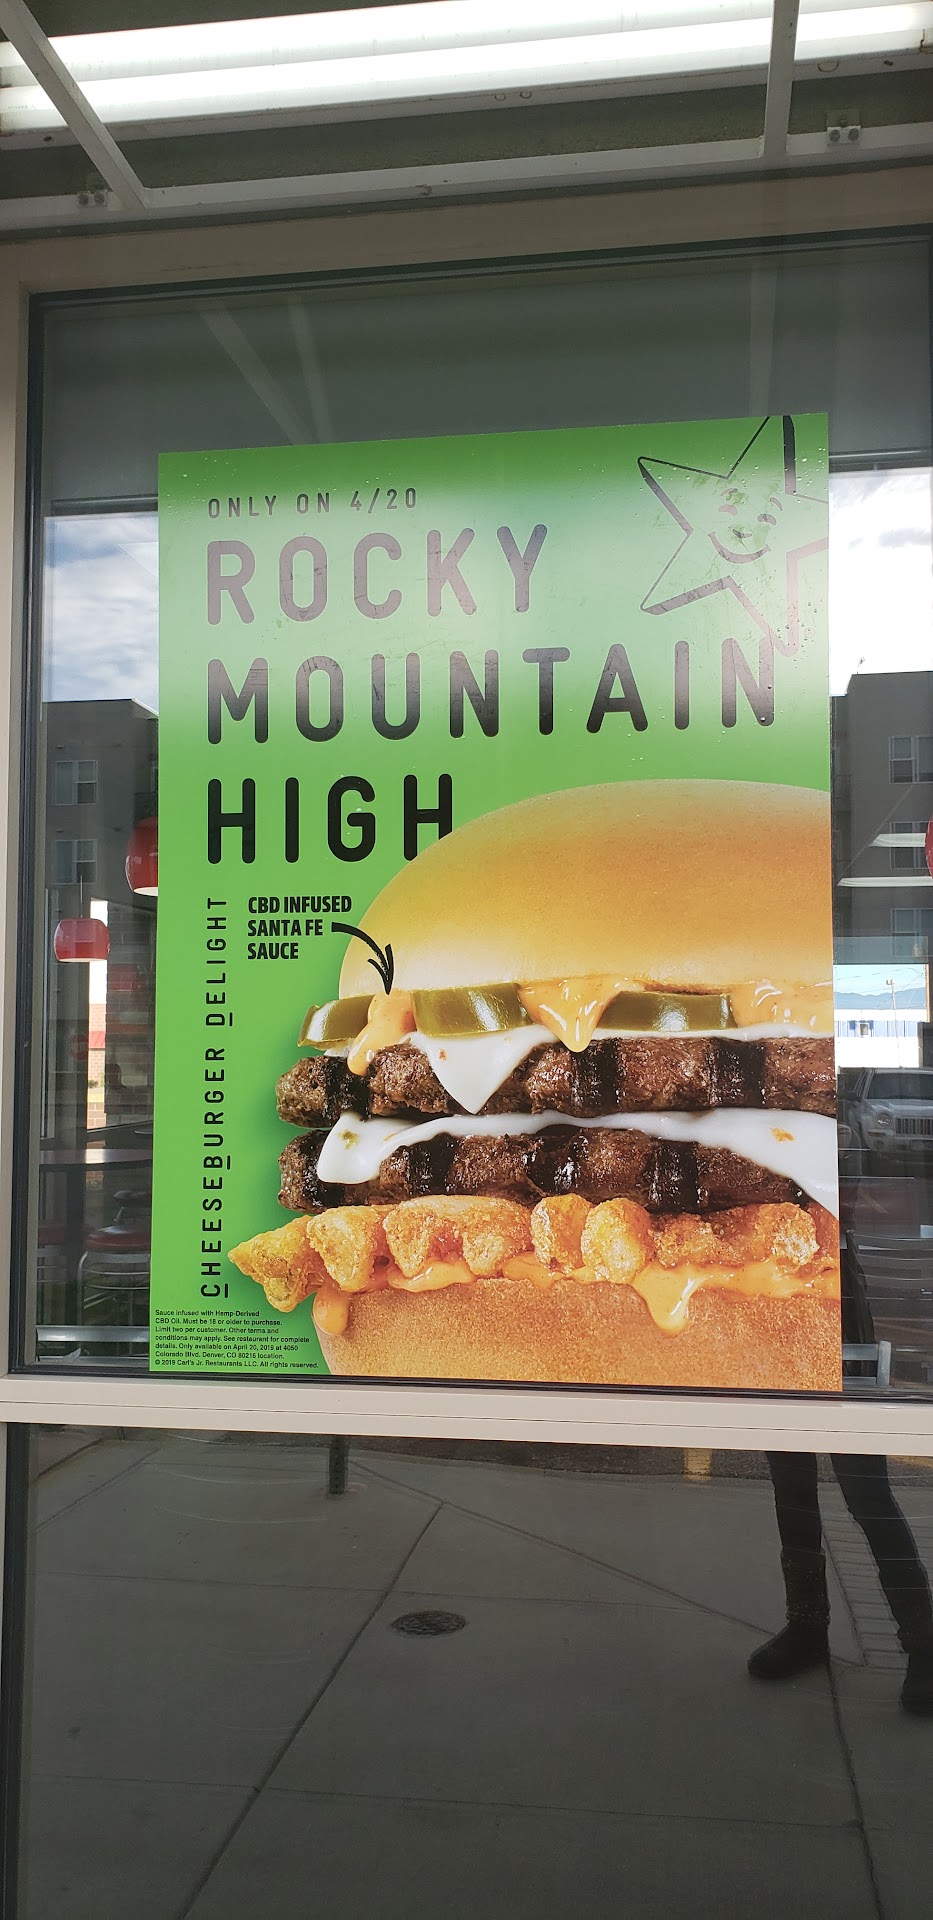 ONLY ON 4/20
ROCKY
MOUNTAIN
HIGH
CHEESEBURGER DELIGHT
CBD INFUSED
SANTA FE
SAUCE
Sauce infused with Hemp-Derived
CBD Oil. Must be 18 or older to purchase.
Limit two per customer. Other terms and
conditions may apply. See restaurant for complete
details. Only available on April 20, 2019 at 4050
Colorado Blvd. Denver, CO 80216 location.
© 2019 Carl's Jr. Restaurants LLC. All rights reserved.